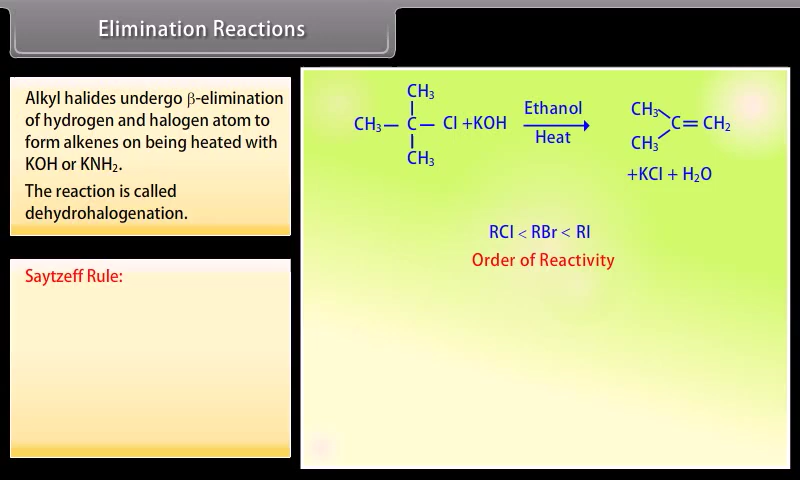 Elimination Reactions
Alkyl halides undergo β-elimination
of hydrogen and halogen atom to
form alkenes on being heated with
KOH or KNH₂.
The reaction is called
dehydrohalogenation.
Saytzeff Rule:
CH₃
CH₃— C — Cl +KOH
CH₃
Ethanol
Heat
CH₃
C=CH₂
CH₃
+KCl + H₂O
RCl < RBr < RI
Order of Reactivity